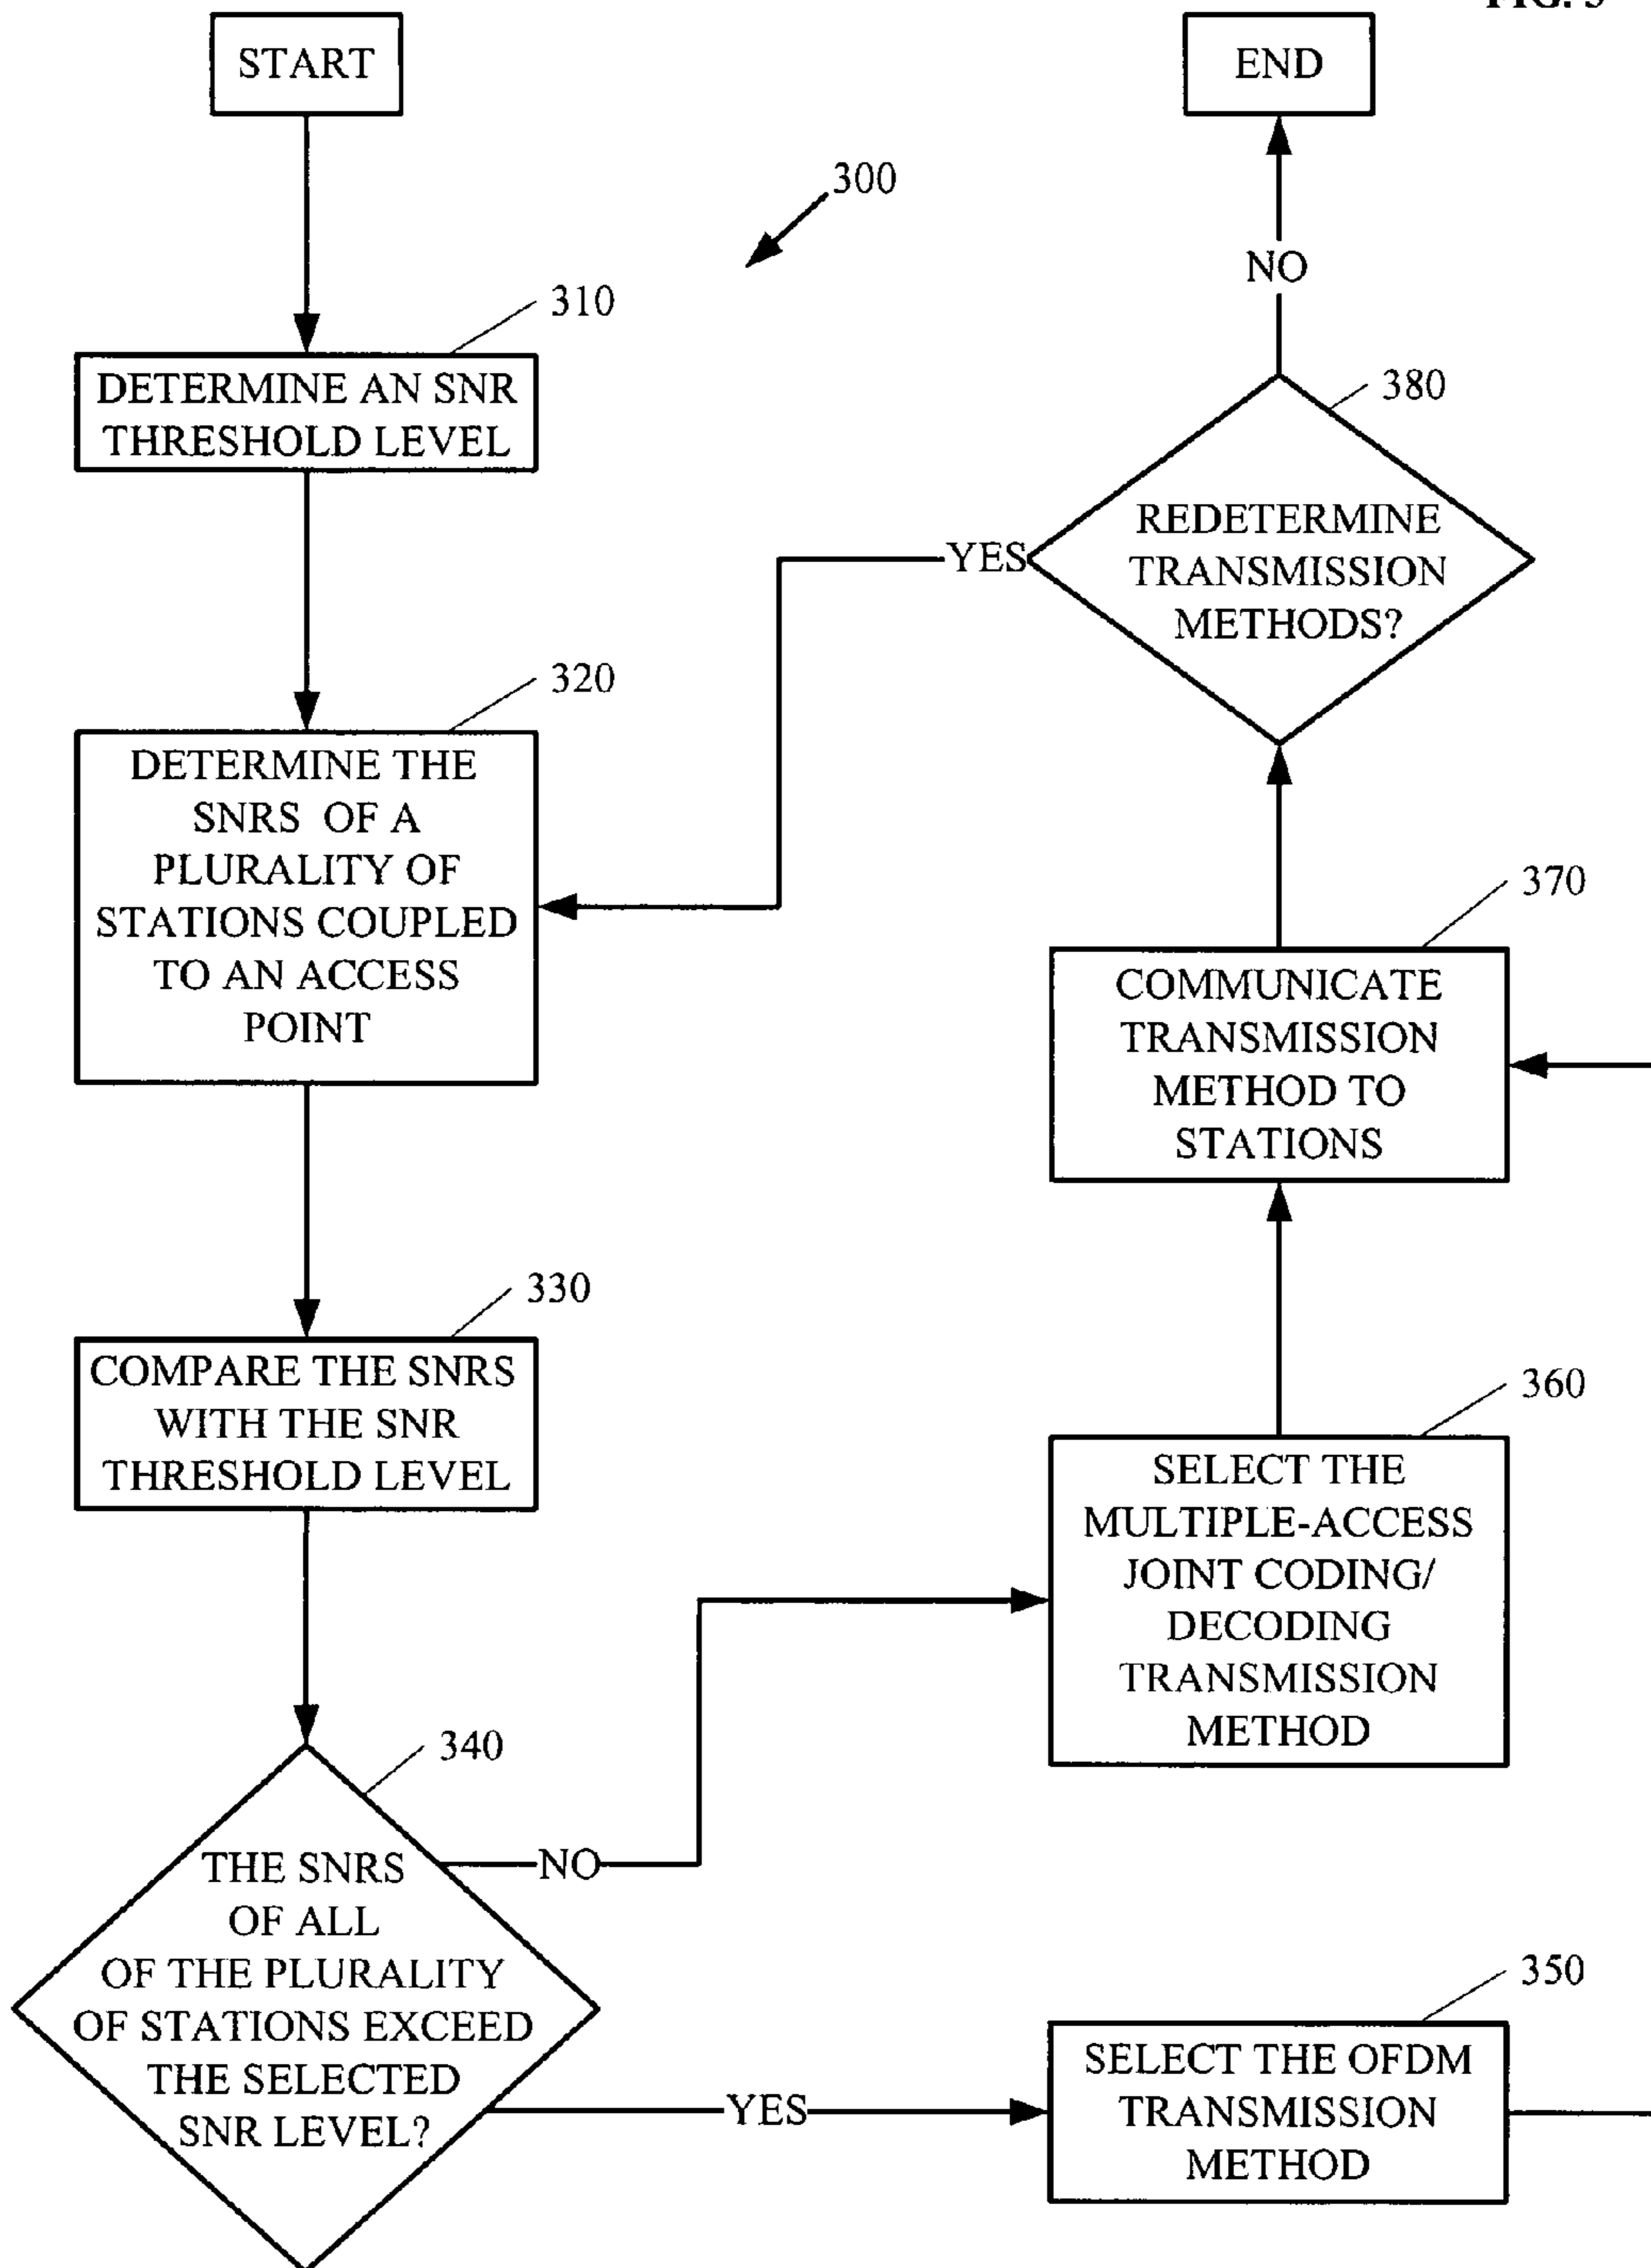 START
END
300
NO
310
DETERMINE AN SNR
THRESHOLD LEVEL
380
REDETERMINE
TRANSMISSION
METHODS?
YES
320
DETERMINE THE
SNRS OF A
PLURALITY OF
STATIONS COUPLED
TO AN ACCESS
POINT
370
COMMUNICATE
TRANSMISSION
METHOD TO
STATIONS
330
COMPARE THE SNRS
WITH THE SNR
THRESHOLD LEVEL
360
SELECT THE
MULTIPLE-ACCESS
JOINT CODING/
DECODING
TRANSMISSION
METHOD
340
THE SNRS
OF ALL
OF THE PLURALITY
OF STATIONS EXCEED
THE SELECTED
SNR LEVEL?
NO
YES
350
SELECT THE OFDM
TRANSMISSION
METHOD